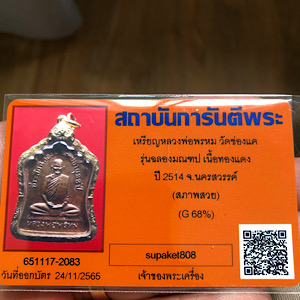 สถาบันการันตีพระ
เหรียญหลวงพ่อพรหม วัดช่องแค
รุ่นฉลองมณฑป เนื้อทองแดง
ปี 2514 จ.นครสวรรค์
(สภาพสวย)
(G 68%)
651117-2083
วันที่ออกบัตร 24/11/2565
supaket808
เจ้าของพระเครื่อง